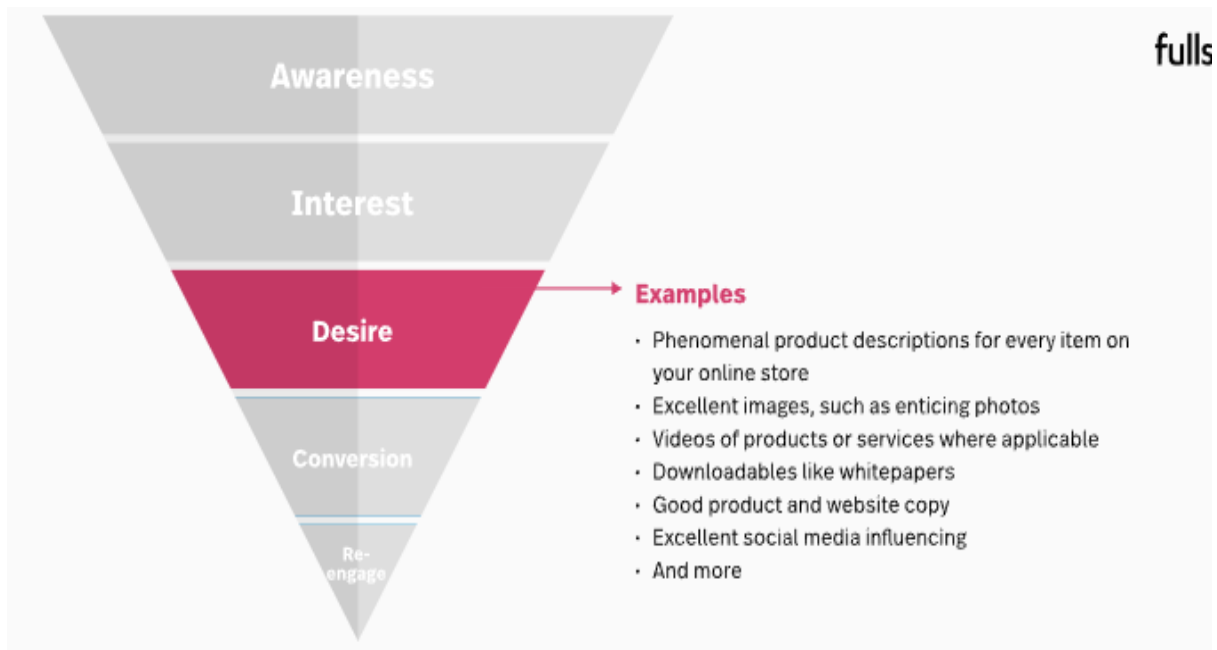 fulls
Awareness
Interest
Desire
Examples
· Phenomenal product descriptions for every item on
your online store
· Excellent images, such as enticing photos
· Videos of products or services where applicable
· Downloadables like whitepapers
· Good product and website copy
· Excellent social media influencing
· And more
Conversion
Re-
engage